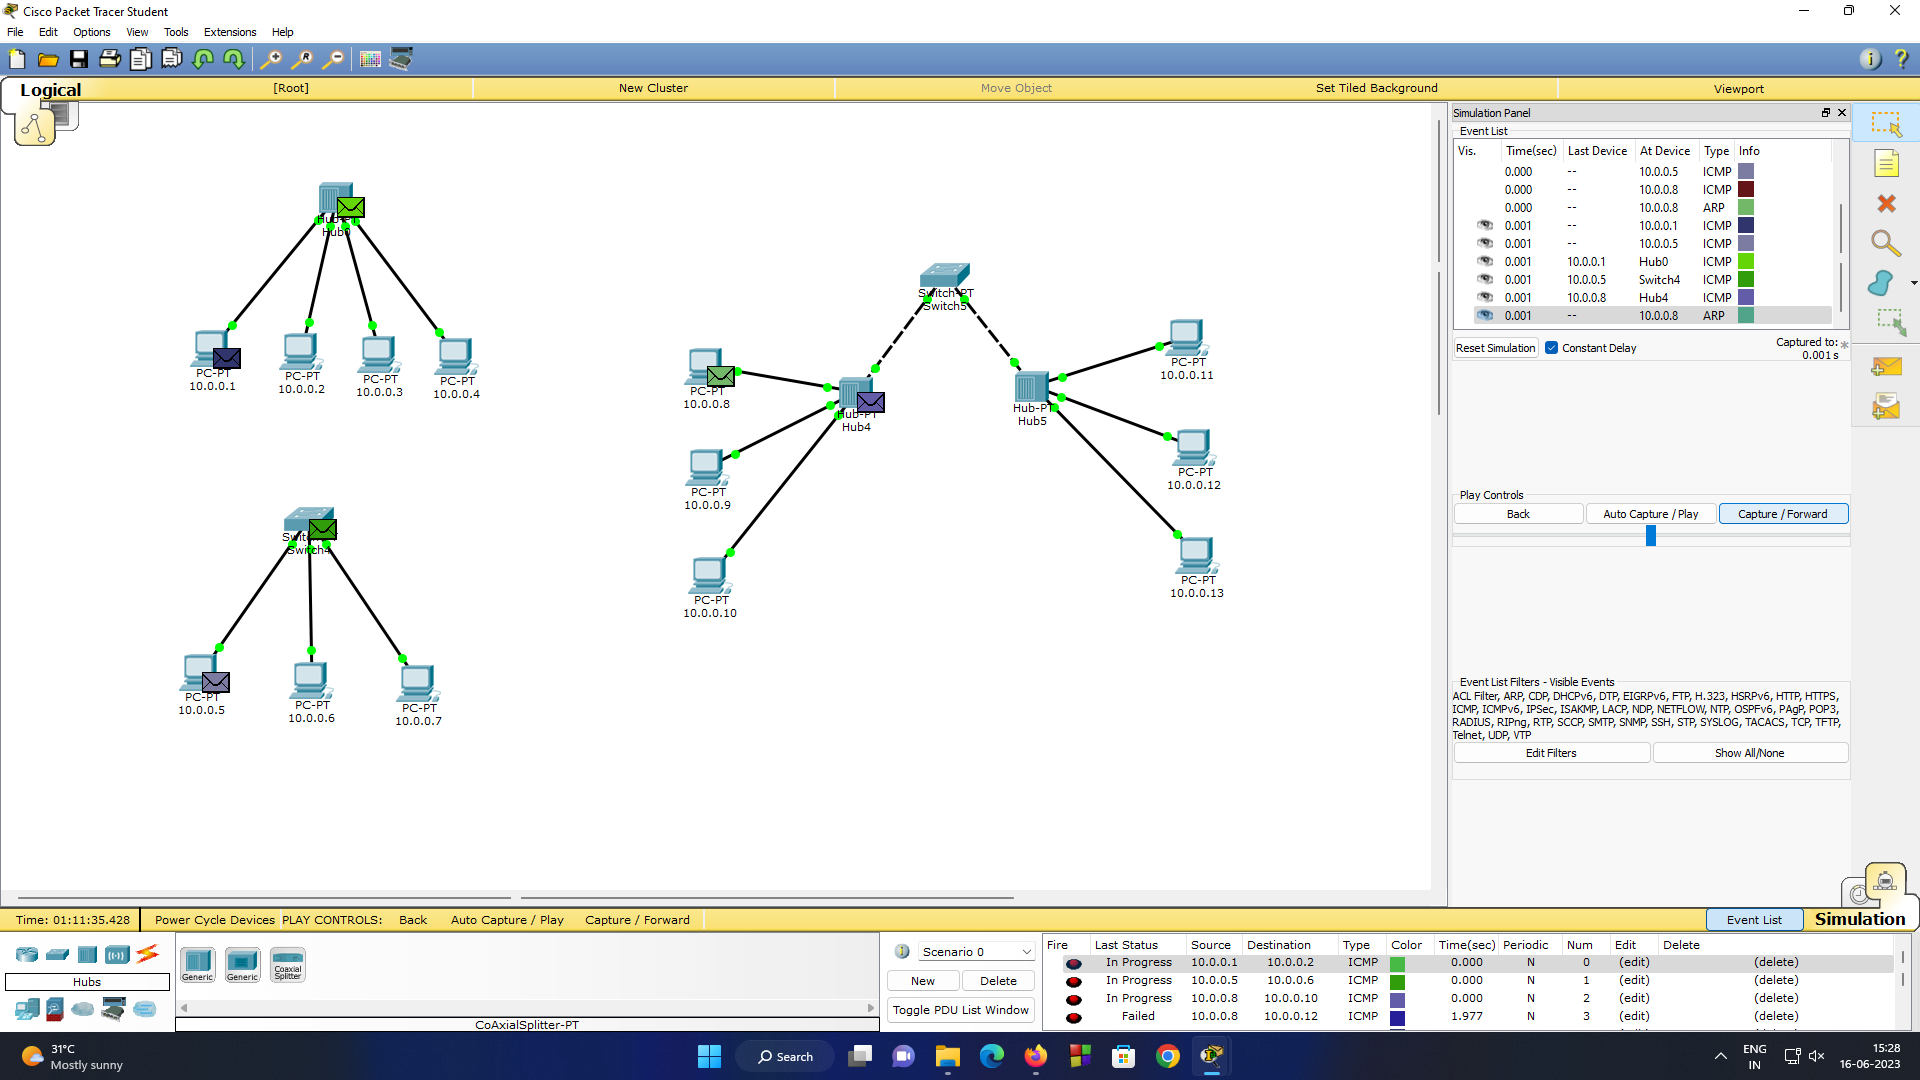 Cisco Packet Tracer Student
File Edit Options View Tools Extensions Help
Logical [Root] New Cluster Move Object Set Tiled Background Viewport
Hub0
PC-PT
10.0.0.1
PC-PT
10.0.0.2
PC-PT
10.0.0.3
PC-PT
10.0.0.4
Switch4
PC-PT
10.0.0.5
PC-PT
10.0.0.6
PC-PT
10.0.0.7
Switch-PT
Switch5
PC-PT
10.0.0.8
Hub-PT
Hub4
PC-PT
10.0.0.9
PC-PT
10.0.0.10
Hub-PT
Hub5
PC-PT
10.0.0.11
PC-PT
10.0.0.12
PC-PT
10.0.0.13
Simulation Panel
Event List
Vis. Time(sec) Last Device At Device Type Info
0.000 -- 10.0.0.5 ICMP
0.000 -- 10.0.0.8 ICMP
0.000 -- 10.0.0.8 ARP
0.001 -- 10.0.0.1 ICMP
0.001 -- 10.0.0.5 ICMP
0.001 10.0.0.1 Hub0 ICMP
0.001 10.0.0.5 Switch4 ICMP
0.001 10.0.0.8 Hub4 ICMP
0.001 -- 10.0.0.8 ARP
Reset Simulation Constant Delay Captured to: *
0.001 s
Play Controls
Back Auto Capture / Play Capture / Forward
Event List Filters - Visible Events
ACL Filter, ARP, CDP, DHCPv6, DTP, EIGRPv6, FTP, H.323, HSRPv6, HTTP, HTTPS,
ICMP, ICMPv6, IPSec, ISAKMP, LACP, NDP, NETFLOW, NTP, OSPFv6, PAgP, POP3,
RADIUS, RIPng, RTP, SCCP, SMTP, SNMP, SSH, STP, SYSLOG, TACACS, TCP, TFTP,
Telnet, UDP, VTP
Edit Filters Show All/None
Time: 01:11:35.428 Power Cycle Devices PLAY CONTROLS: Back Auto Capture / Play Capture / Forward Event List Simulation
Hubs
Generic Generic Coaxial Splitter
CoAxialSplitter-PT
Scenario 0
New Delete
Toggle PDU List Window
Fire Last Status Source Destination Type Color Time(sec) Periodic Num Edit Delete
In Progress 10.0.0.1 10.0.0.2 ICMP 0.000 N 0 (edit) (delete)
In Progress 10.0.0.5 10.0.0.6 ICMP 0.000 N 1 (edit) (delete)
In Progress 10.0.0.8 10.0.0.10 ICMP 0.000 N 2 (edit) (delete)
Failed 10.0.0.8 10.0.0.12 ICMP 1.977 N 3 (edit) (delete)
31°C
Mostly sunny
Search
ENG
IN
15:28
16-06-2023